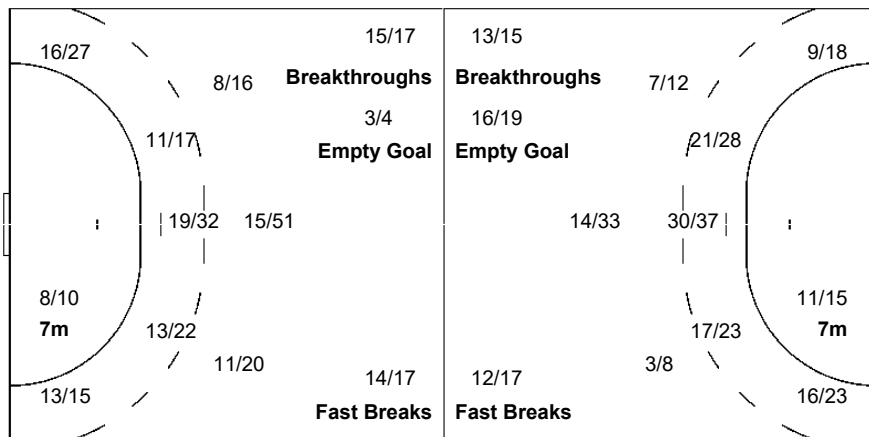 15/17 13/15
16/27 9/18
Breakthroughs Breakthroughs
8/16 7/12
3/4 16/19
11/17 21/28
Empty Goal Empty Goal
19/32 15/51 14/33 30/37
8/10 11/15
7m 7m
13/22 17/23
11/20 3/8
14/17 12/17
13/15 16/23
Fast Breaks Fast Breaks